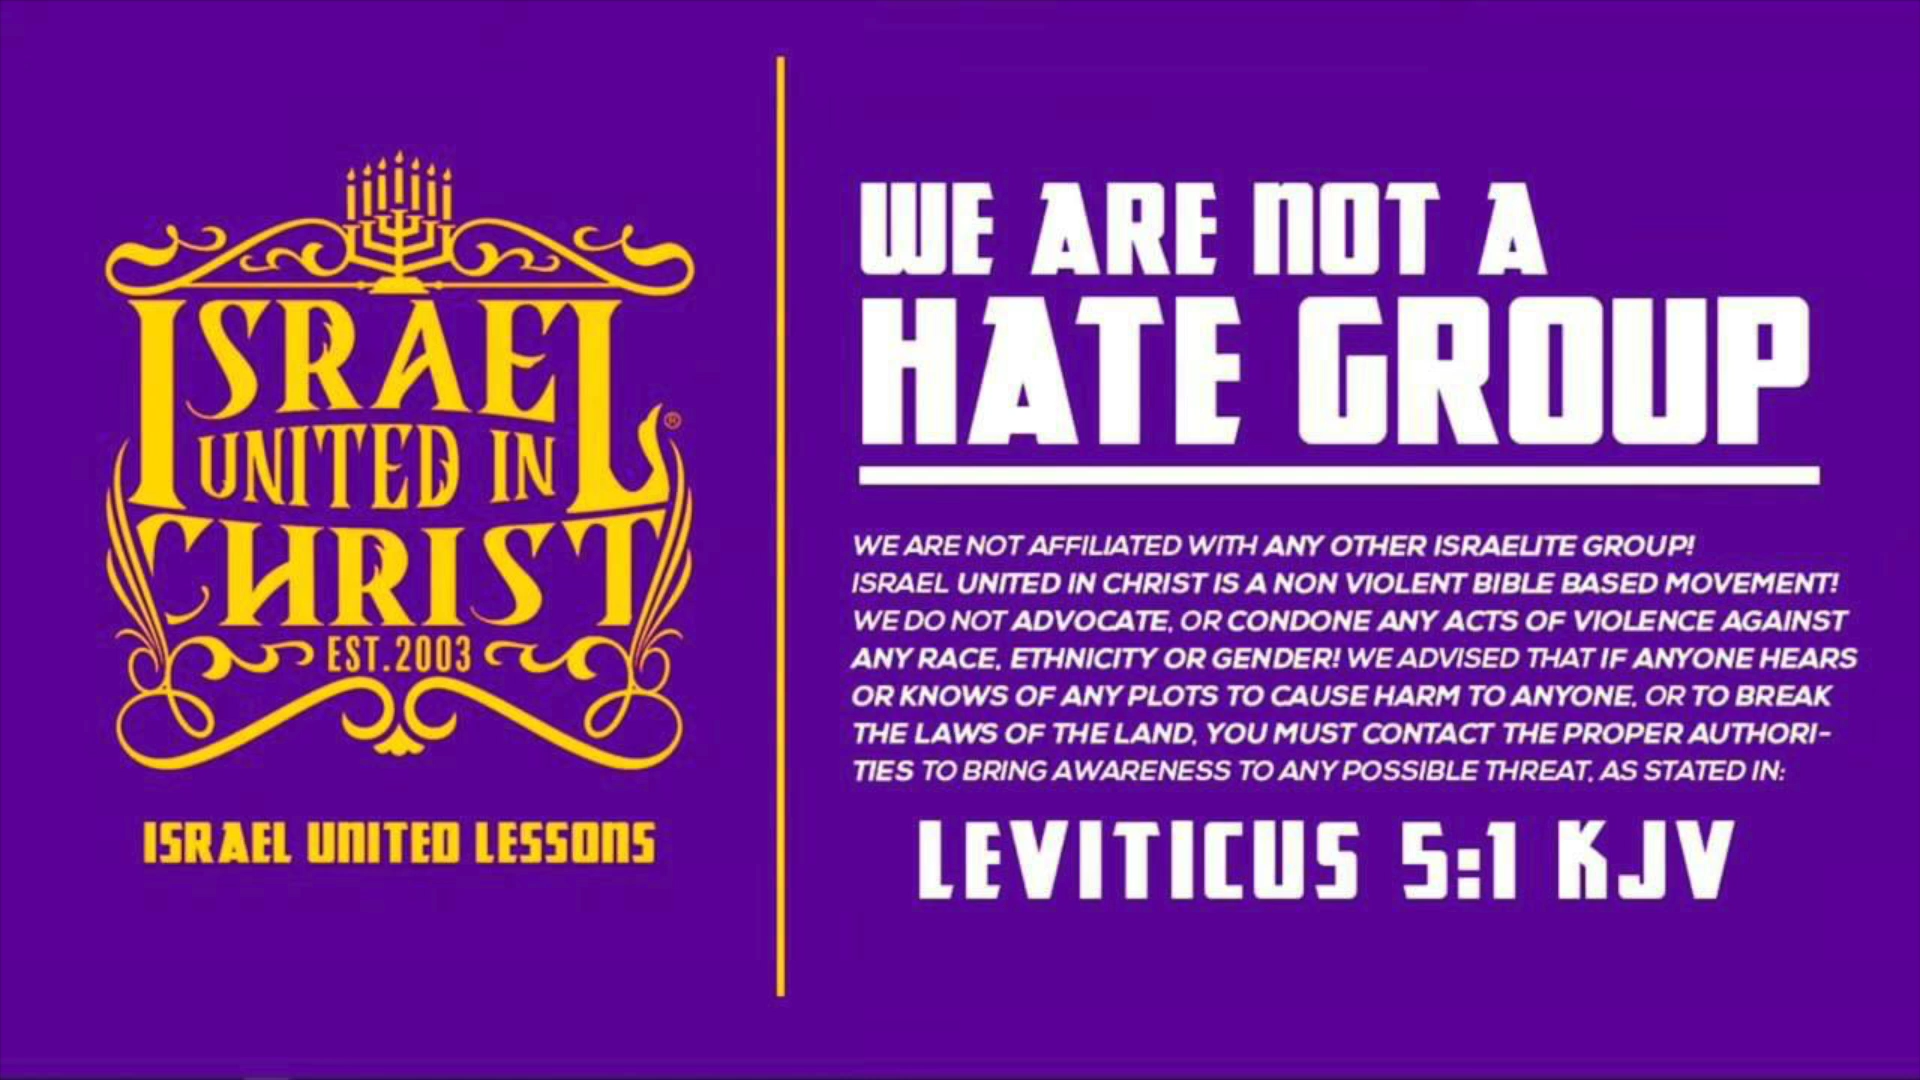 ISRAEL
UNITED IN
CHRIST®
EST.2003
ISRAEL UNITED LESSONS
WE ARE NOT A
HATE GROUP
WE ARE NOT AFFILIATED WITH ANY OTHER ISRAELITE GROUP!
ISRAEL UNITED IN CHRIST IS A NON VIOLENT BIBLE BASED MOVEMENT!
WE DO NOT ADVOCATE, OR CONDONE ANY ACTS OF VIOLENCE AGAINST
ANY RACE, ETHNICITY OR GENDER! WE ADVISED THAT IF ANYONE HEARS
OR KNOWS OF ANY PLOTS TO CAUSE HARM TO ANYONE, OR TO BREAK
THE LAWS OF THE LAND, YOU MUST CONTACT THE PROPER AUTHORI-
TIES TO BRING AWARENESS TO ANY POSSIBLE THREAT, AS STATED IN:
LEVITICUS 5:1 KJV